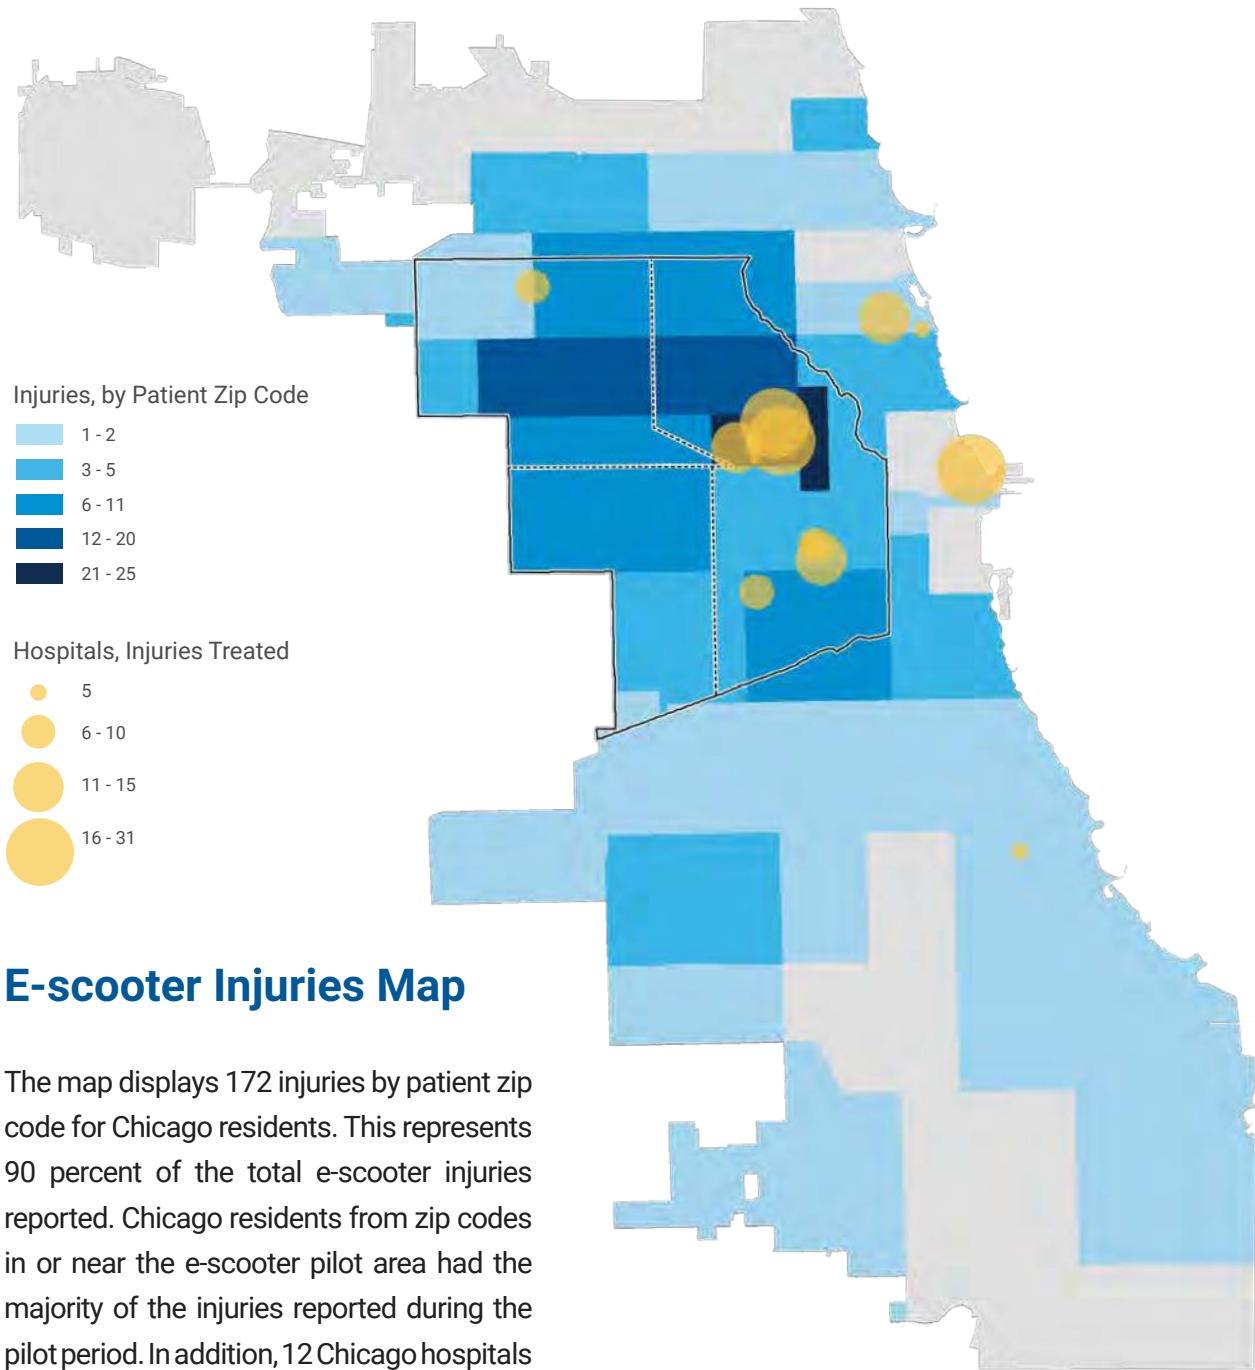 Injuries, by Patient Zip Code
1 - 2
3 - 5
6 - 11
12 - 20
21 - 25
Hospitals, Injuries Treated
5
6 - 10
11 - 15
16 - 31
E-scooter Injuries Map
The map displays 172 injuries by patient zip
code for Chicago residents. This represents
90 percent of the total e-scooter injuries
reported. Chicago residents from zip codes
in or near the e-scooter pilot area had the
majority of the injuries reported during the
pilot period. In addition, 12 Chicago hospitals